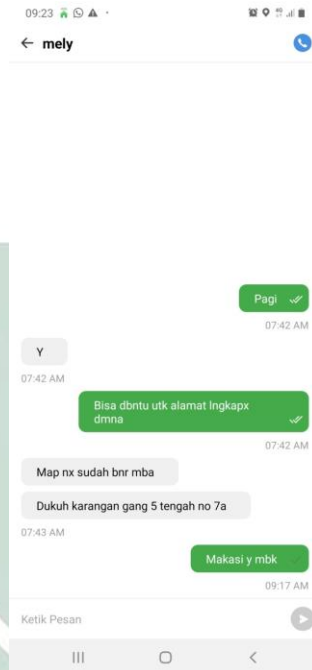 09:23
mely
Pagi
07:42 AM
Y
07:42 AM
Bisa dbntu utk alamat lngkapx
dmna
07:42 AM
Map nx sudah bnr mba
Dukuh karangan gang 5 tengah no 7a
07:43 AM
Makasi y mbk
09:17 AM
Ketik Pesan